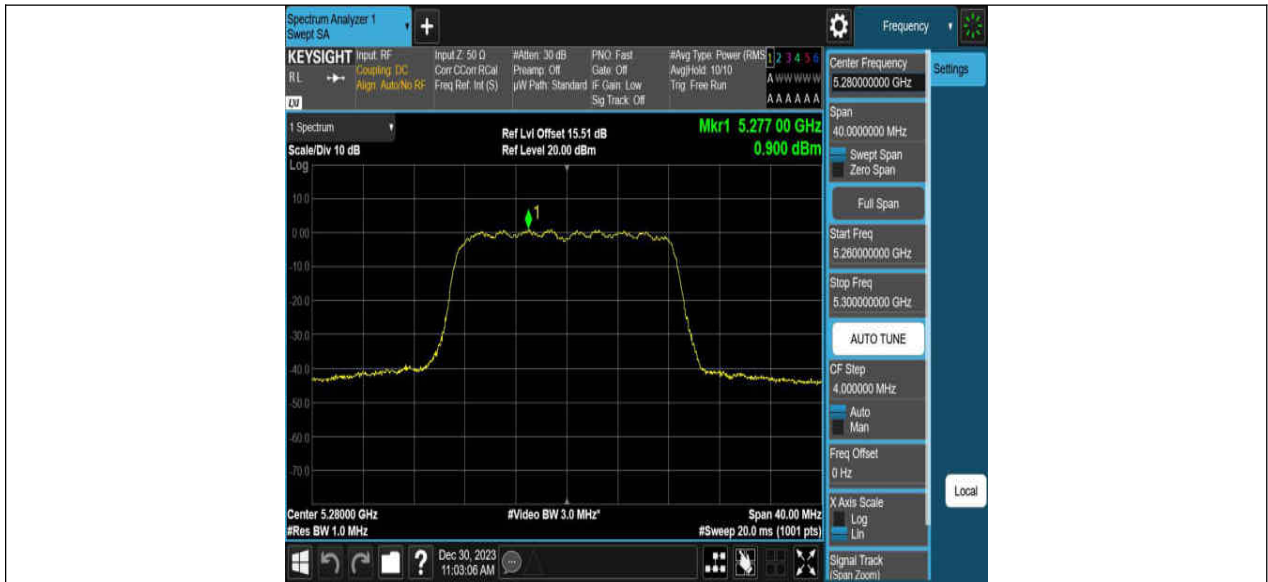 Spectrum Analyzer 1
Swept SA
+
Frequency
KEYSIGHT
RL
LXI
Input: RF
Coupling: DC
Align: Auto/No RF
Input Z: 50 Ω
Corr CCorr RCal
Freq Ref: Int (S)
#Atten: 30 dB
Preamp: Off
µW Path: Standard
PNO: Fast
Gate: Off
IF Gain: Low
Sig Track: Off
#Avg Type: Power (RMS
Avg|Hold: 10/10
Trig: Free Run
1 2 3 4 5 6
A W W W W W
A A A A A A
1 Spectrum
Scale/Div 10 dB
Log
Ref Lvl Offset 15.51 dB
Ref Level 20.00 dBm
Mkr1 5.277 00 GHz
0.900 dBm
10.0
0.00
-10.0
-20.0
-30.0
-40.0
-50.0
-60.0
-70.0
1
Center 5.28000 GHz
#Res BW 1.0 MHz
#Video BW 3.0 MHz*
Span 40.00 MHz
#Sweep 20.0 ms (1001 pts)
Center Frequency
5.280000000 GHz
Settings
Span
40.0000000 MHz
Swept Span
Zero Span
Full Span
Start Freq
5.260000000 GHz
Stop Freq
5.300000000 GHz
AUTO TUNE
CF Step
4.000000 MHz
Auto
Man
Freq Offset
0 Hz
X Axis Scale
Log
Lin
Local
Signal Track
(Span Zoom)
?
Dec 30, 2023
11:03:06 AM